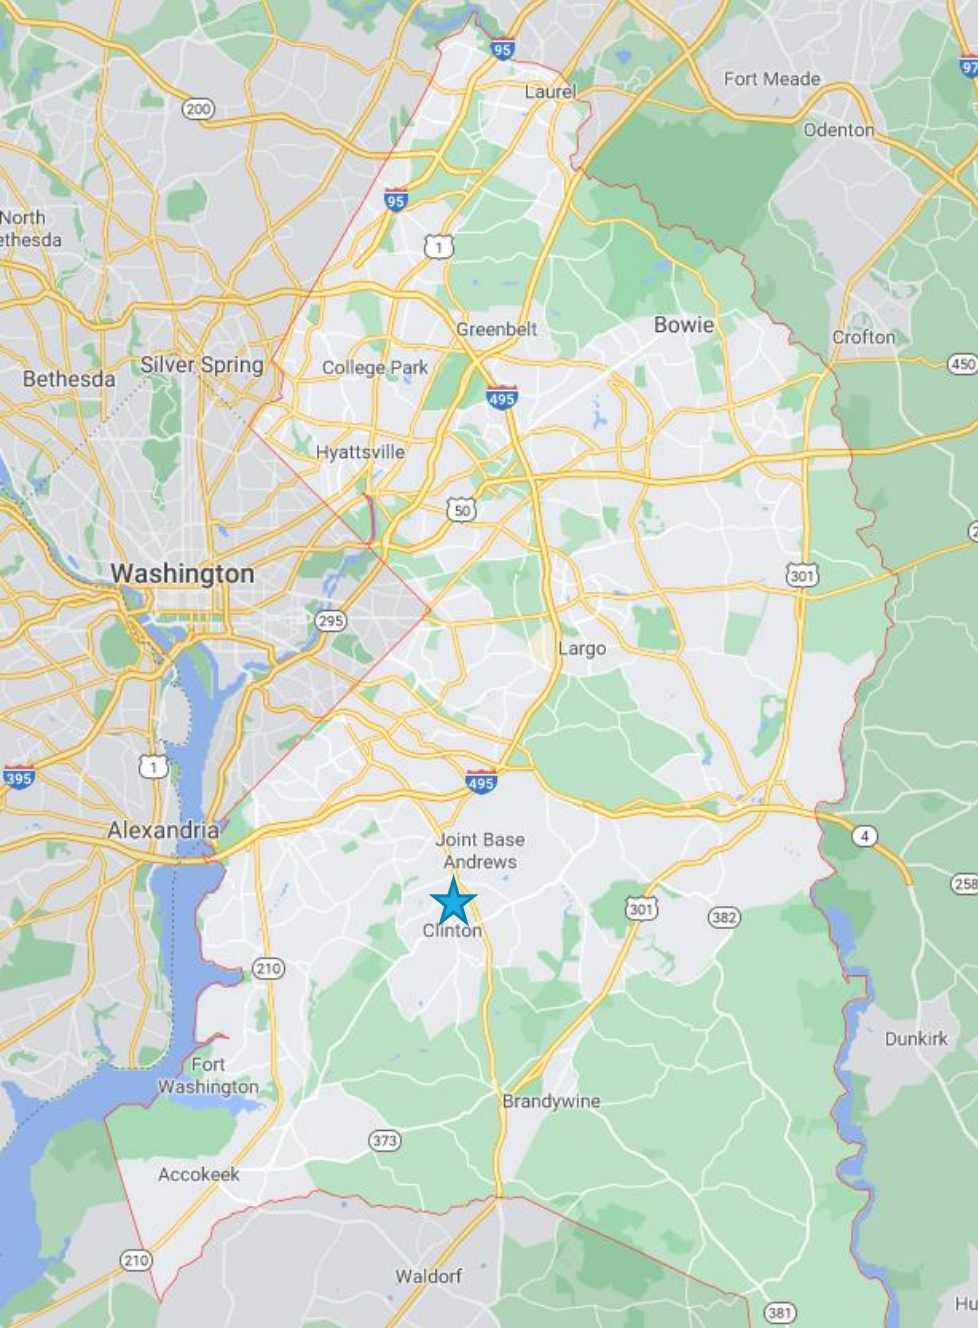 95
97
Laurel
Fort Meade
200
Odenton
95
North
ethesda
1
Greenbelt
Bowie
Crofton
Silver Spring
College Park
450
Bethesda
495
Hyattsville
50
2
Washington
301
295
Largo
1
395
495
Alexandria
Joint Base
Andrews
4
258
301
382
Clinton
210
Dunkirk
Fort
Washington
Brandywine
373
Accokeek
210
Waldorf
Hu
381